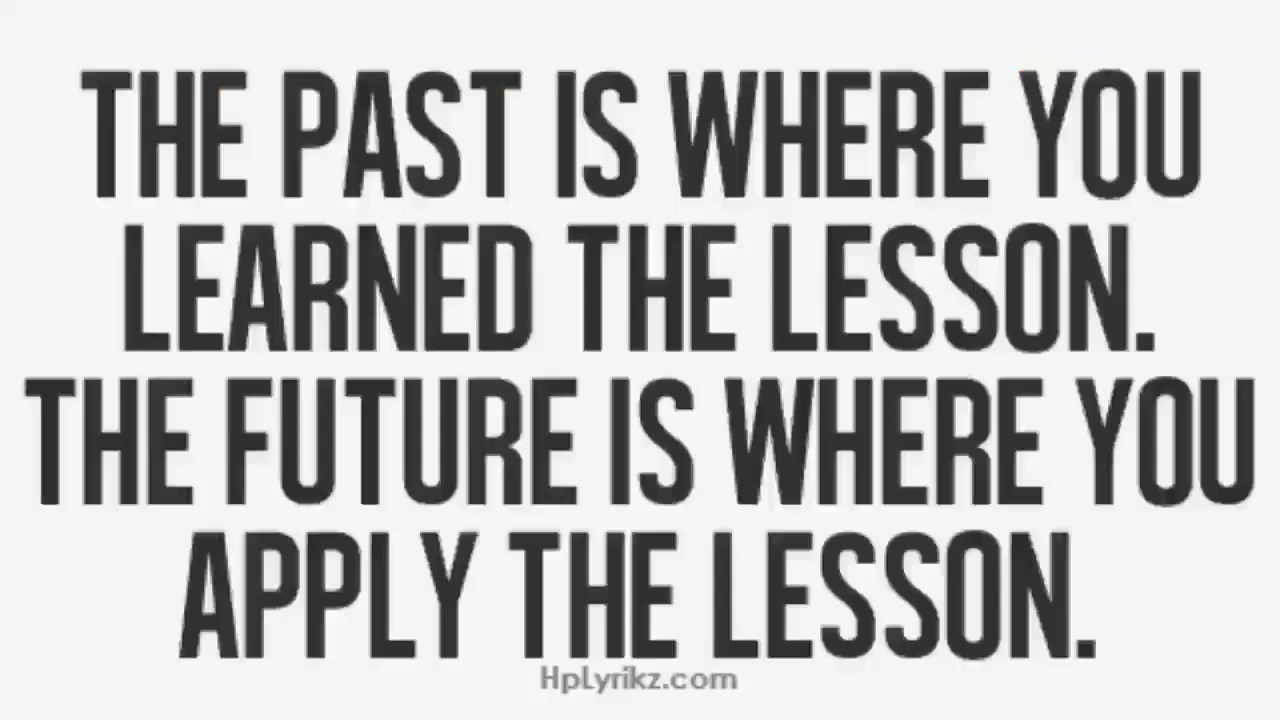 THE PAST IS WHERE YOU
LEARNED THE LESSON.
THE FUTURE IS WHERE YOU
APPLY THE LESSON.
HpLyrikz.com